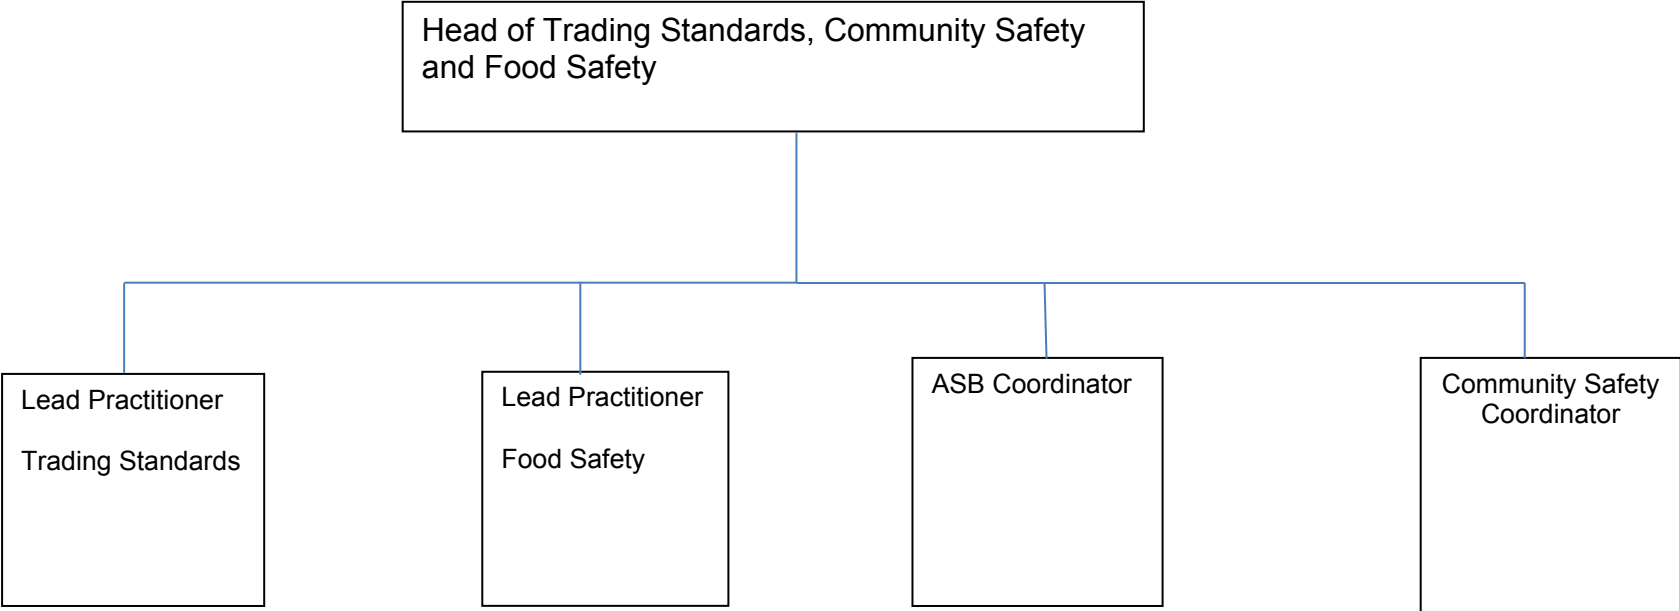 Head of Trading Standards, Community Safety
and Food Safety
Lead Practitioner
Trading Standards
Lead Practitioner
Food Safety
ASB Coordinator
Community Safety
Coordinator